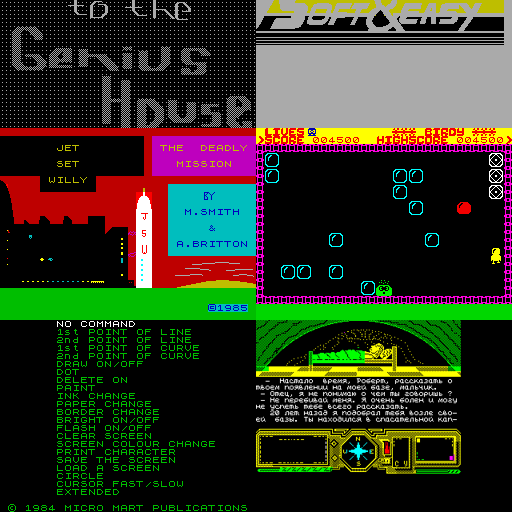 to the
Genius
House
SOFT&EASY
JET
SET
WILLY
THE DEADLY
MISSION
BY
M.SMITH
&
A.BRITTON
JSW
©1985
LIVES
*** BIRDY ***
>SCORE 004500 HIGHSCORE 004500>
NO COMMAND
1st POINT OF LINE
2nd POINT OF LINE
1st POINT OF CURVE
2nd POINT OF CURVE
DRAW ON/OFF
DOT
DELETE ON
PAINT
INK CHANGE
PAPER CHANGE
BORDER CHANGE
BRIGHT ON/OFF
FLASH ON/OFF
CLEAR SCREEN
SCREEN COLOUR CHANGE
PRINT CHARACTER
SAVE THE SCREEN
LOAD A SCREEN
CIRCLE
CURSOR FAST/SLOW
EXTENDED
© 1984 MICRO MART PUBLICATIONS
- Настало время, Роберт, рассказать о
твоем появлении на моей базе, мальчик.
- Отец, я не понимаю о чем ты говоришь ?
- Не перебивай меня. Я очень болен и могу
не успеть тебе всего рассказать.
20 лет назад я подобрал тебя возле сво-
ей базы. Ты находился в спасательной кап-
N
W E
S